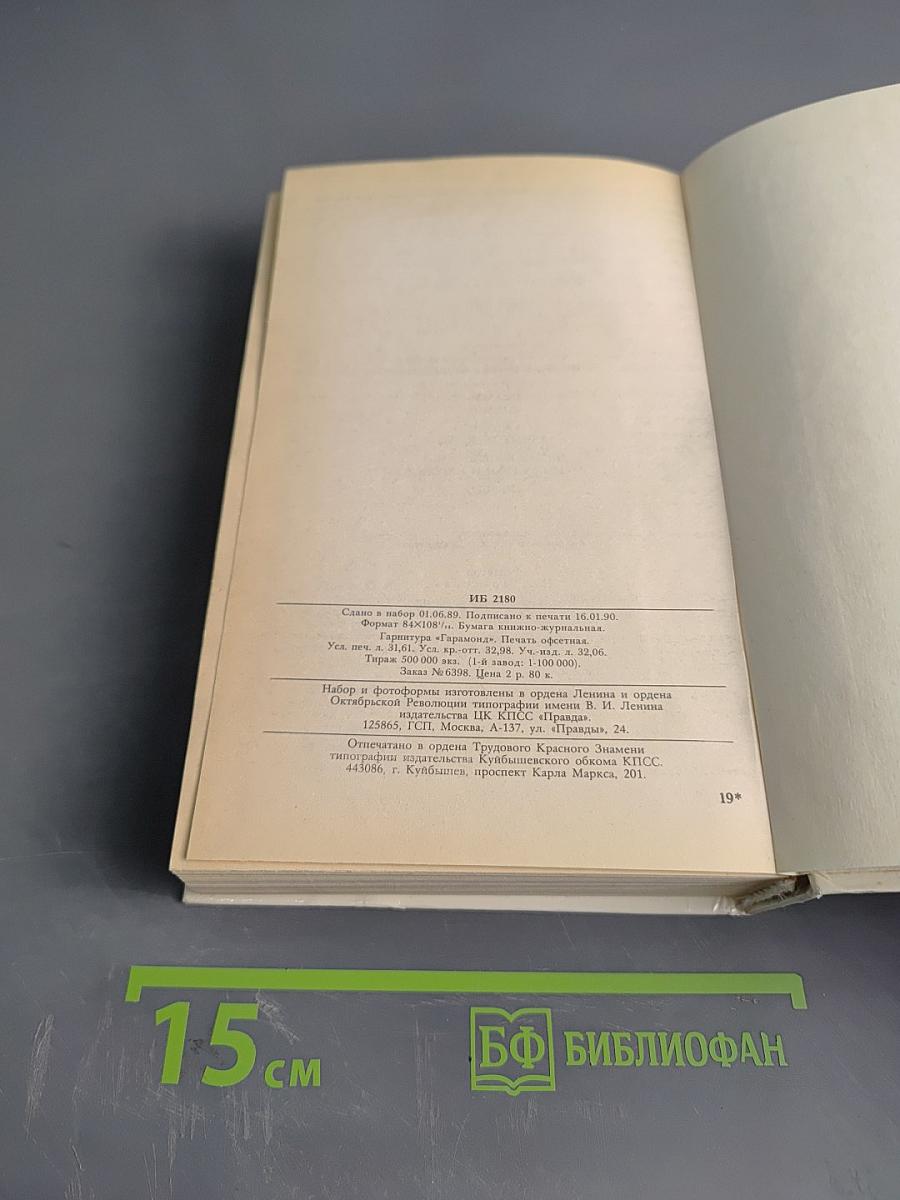 ИБ 2180
Сдано в набор 01.06.89. Подписано к печати 16.01.90.
Формат 84×108¹/₃₂. Бумага книжно-журнальная.
Гарнитура «Гарамонд». Печать офсетная.
Усл. печ. л. 31,61. Усл. кр.-отт. 32,98. Уч.-изд. л. 32,06.
Тираж 500 000 экз. (1-й завод: 1-100 000).
Заказ № 6398. Цена 2 р. 80 к.
Набор и фотоформы изготовлены в ордена Ленина и ордена
Октябрьской Революции типографии имени В. И. Ленина
издательства ЦК КПСС «Правда».
125865, ГСП, Москва, А-137, ул. «Правды», 24.
Отпечатано в ордена Трудового Красного Знамени
типографии издательства Куйбышевского обкома КПСС.
443086, г. Куйбышев, проспект Карла Маркса, 201.
19*
15 см
БФ БИБЛИОФАН